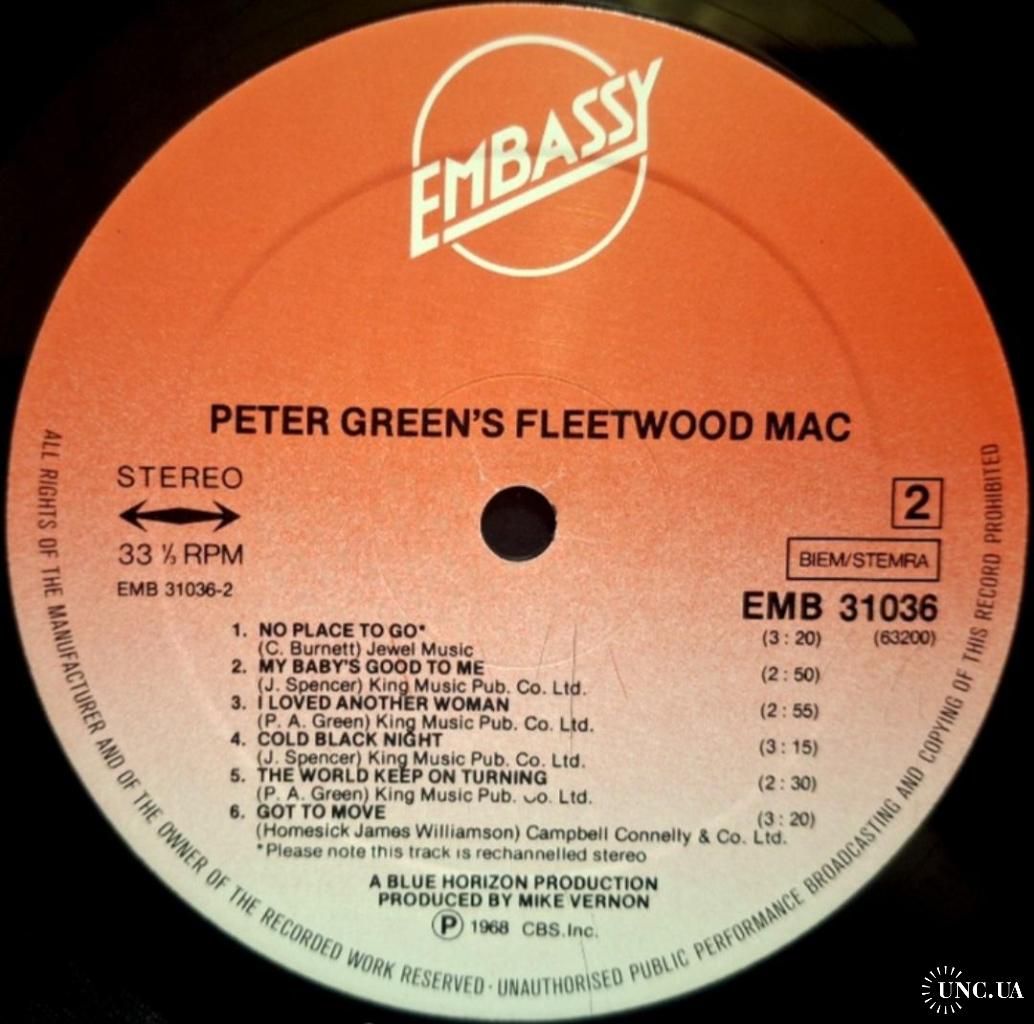 EMBASSY
PETER GREEN'S FLEETWOOD MAC
STEREO
33 ⅓ RPM
EMB 31036-2
2
BIEM/STEMRA
EMB 31036
(63200)
1. NO PLACE TO GO* (3 : 20)
(C. Burnett) Jewel Music
2. MY BABY'S GOOD TO ME (2 : 50)
(J. Spencer) King Music Pub. Co. Ltd.
3. I LOVED ANOTHER WOMAN (2 : 55)
(P. A. Green) King Music Pub. Co. Ltd.
4. COLD BLACK NIGHT (3 : 15)
(J. Spencer) King Music Pub. Co. Ltd.
5. THE WORLD KEEP ON TURNING (2 : 30)
(P. A. Green) King Music Pub. Co. Ltd.
6. GOT TO MOVE (3 : 20)
(Homesick James Williamson) Campbell Connelly & Co. Ltd.
*Please note this track is rechannelled stereo
A BLUE HORIZON PRODUCTION
PRODUCED BY MIKE VERNON
Ⓟ 1968 CBS.Inc.
ALL RIGHTS OF THE MANUFACTURER AND OF THE OWNER OF THE RECORDED WORK RESERVED · UNAUTHORISED PUBLIC PERFORMANCE BROADCASTING AND COPYING OF THIS RECORD PROHIBITED
UNC.UA